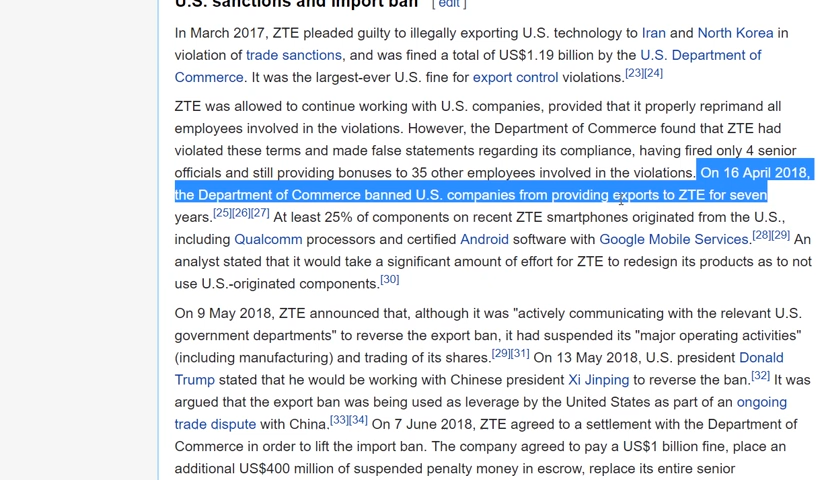 U.S. sanctions and import ban [ edit ]
In March 2017, ZTE pleaded guilty to illegally exporting U.S. technology to Iran and North Korea in
violation of trade sanctions, and was fined a total of US$1.19 billion by the U.S. Department of
Commerce. It was the largest-ever U.S. fine for export control violations.[23][24]
ZTE was allowed to continue working with U.S. companies, provided that it properly reprimand all
employees involved in the violations. However, the Department of Commerce found that ZTE had
violated these terms and made false statements regarding its compliance, having fired only 4 senior
officials and still providing bonuses to 35 other employees involved in the violations. On 16 April 2018,
the Department of Commerce banned U.S. companies from providing exports to ZTE for seven
years.[25][26][27] At least 25% of components on recent ZTE smartphones originated from the U.S.,
including Qualcomm processors and certified Android software with Google Mobile Services.[28][29] An
analyst stated that it would take a significant amount of effort for ZTE to redesign its products as to not
use U.S.-originated components.[30]
On 9 May 2018, ZTE announced that, although it was "actively communicating with the relevant U.S.
government departments" to reverse the export ban, it had suspended its "major operating activities"
(including manufacturing) and trading of its shares.[29][31] On 13 May 2018, U.S. president Donald
Trump stated that he would be working with Chinese president Xi Jinping to reverse the ban.[32] It was
argued that the export ban was being used as leverage by the United States as part of an ongoing
trade dispute with China.[33][34] On 7 June 2018, ZTE agreed to a settlement with the Department of
Commerce in order to lift the import ban. The company agreed to pay a US$1 billion fine, place an
additional US$400 million of suspended penalty money in escrow, replace its entire senior